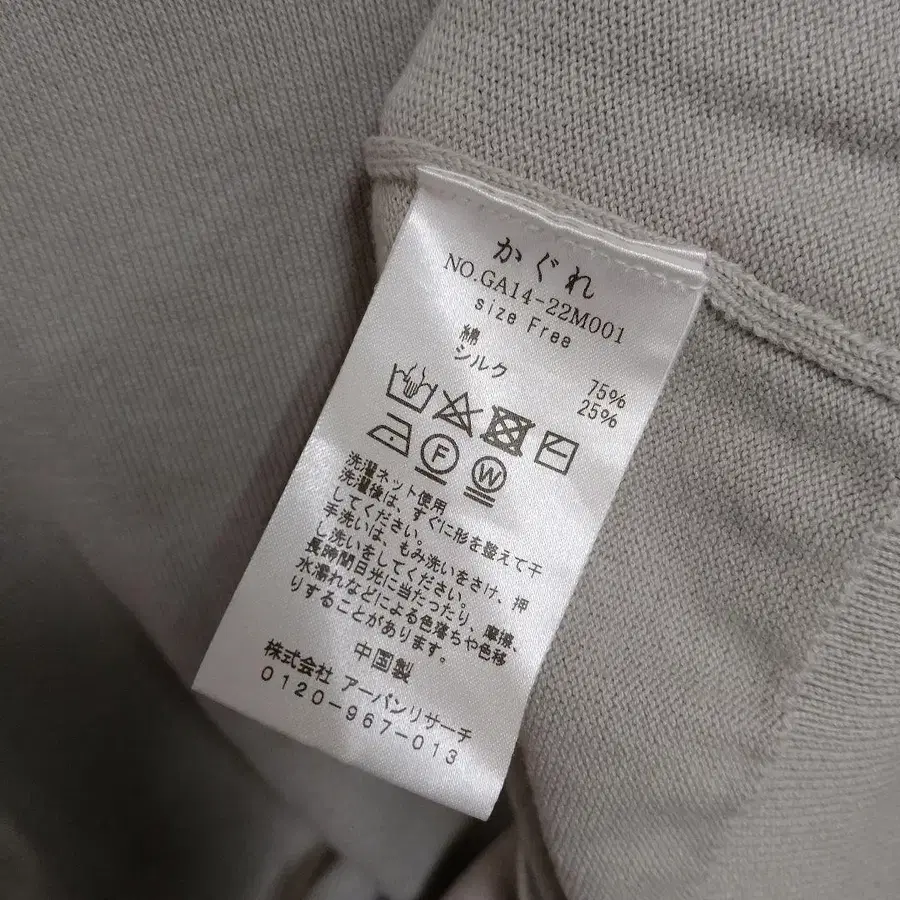 かぐれ
NO.GA14-22M001
size Free
綿 75%
シルク 25%
F W
洗濯ネット使用
洗濯後は、すぐに形を整えて干
してください。
手洗いは、もみ洗いをさけ、押
し洗いをしてください。
長時間日光に当たったり、摩擦、
水濡れなどによる色落ちや色移
りすることがあります。
中国製
株式会社 アーバンリサーチ
0120-967-013